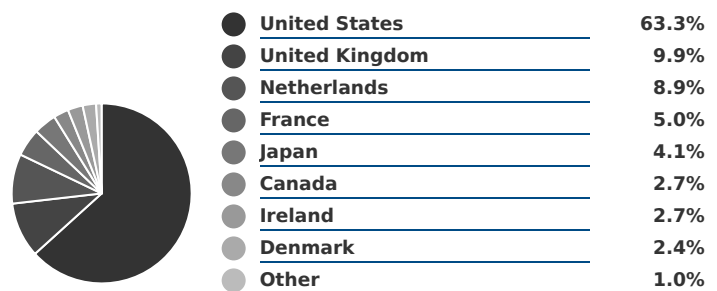 United States 63.3%
United Kingdom 9.9%
Netherlands 8.9%
France 5.0%
Japan 4.1%
Canada 2.7%
Ireland 2.7%
Denmark 2.4%
Other 1.0%